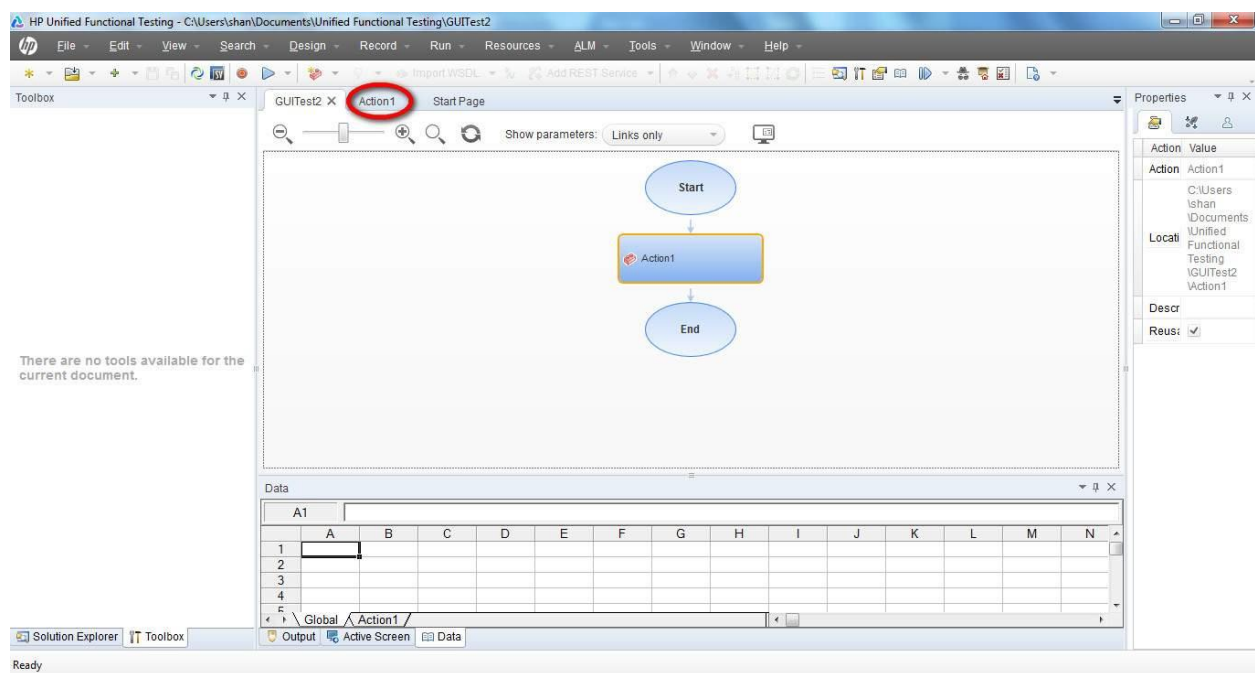 HP Unified Functional Testing - C:\Users\shan\Documents\Unified Functional Testing\GUITest2
File Edit View Search Design Record Run Resources ALM Tools Window Help
Import WSDL Add REST Service
Toolbox
GUITest2 Action1 Start Page
Properties
Show parameters: Links only
Action Value
Action Action1
Locati C:\Users
\shan
\Documents
\Unified
Functional
Testing
\GUITest2
\Action1
Descr
Reusa
Start
Action1
End
There are no tools available for the
current document.
Data
A1
A B C D E F G H I J K L M N
1
2
3
4
5
Global Action1
Solution Explorer Toolbox Output Active Screen Data
Ready